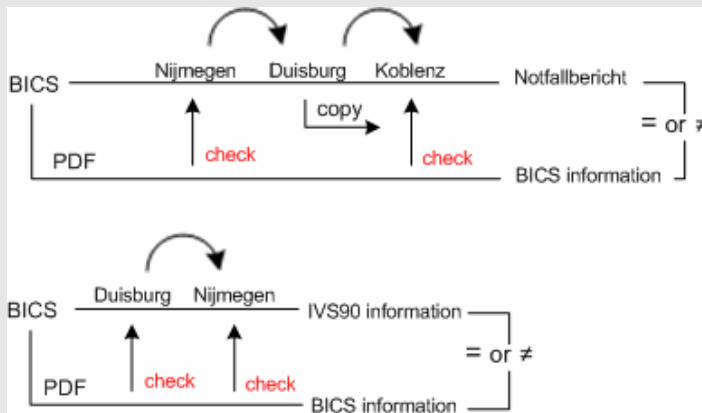 Nijmegen Duisburg Koblenz
BICS Notfallbericht
copy
= or ≠
check check
PDF
BICS information
Duisburg Nijmegen
BICS IVS90 information
= or ≠
check check
PDF
BICS information